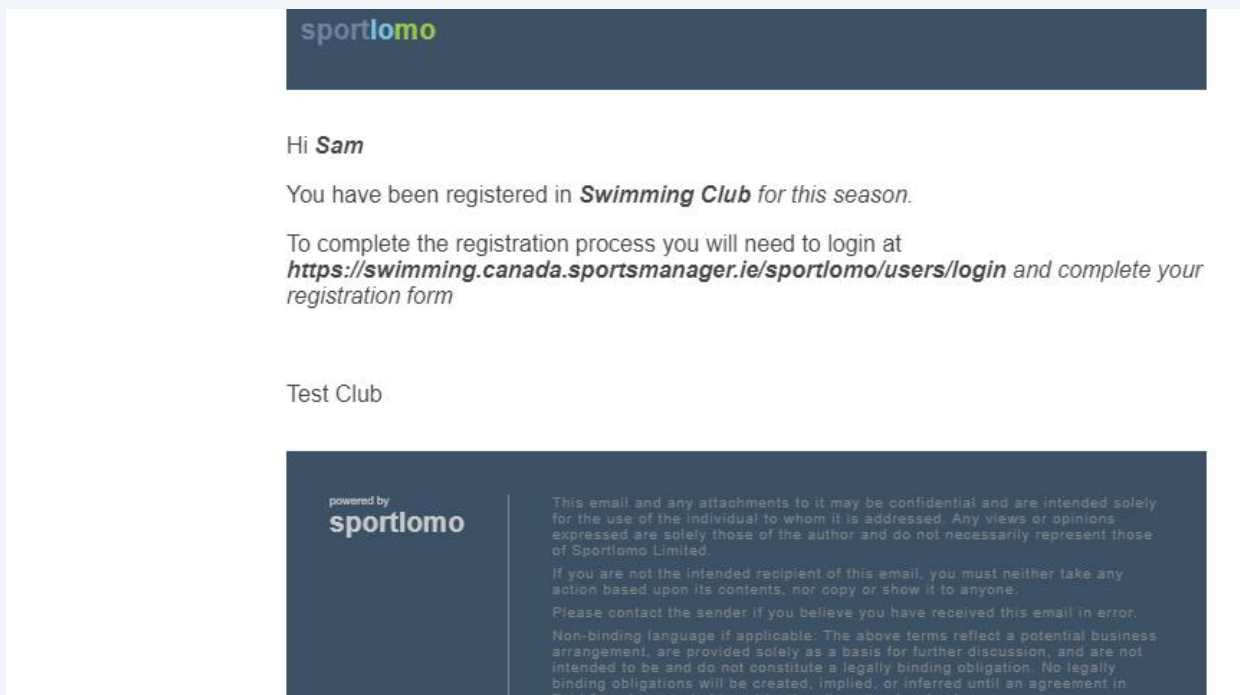 sportlomo
Hi Sam
You have been registered in Swimming Club for this season.
To complete the registration process you will need to login at
https://swimming.canada.sportsmanager.ie/sportlomo/users/login and complete your
registration form
Test Club
powered by
sportlomo
This email and any attachments to it may be confidential and are intended solely
for the use of the individual to whom it is addressed. Any views or opinions
expressed are solely those of the author and do not necessarily represent those
of Sportlomo Limited.
If you are not the intended recipient of this email, you must neither take any
action based upon its contents, nor copy or show it to anyone.
Please contact the sender if you believe you have received this email in error.
Non-binding language if applicable: The above terms reflect a potential business
arrangement, are provided solely as a basis for further discussion, and are not
intended to be and do not constitute a legally binding obligation. No legally
binding obligations will be created, implied, or inferred until an agreement in